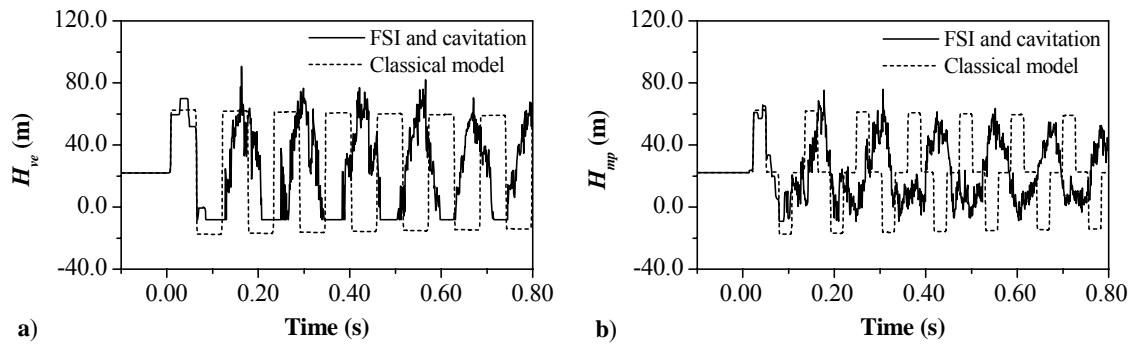 120.0
80.0
40.0
0.0
-40.0
H_ve (m)
FSI and cavitation
Classical model
0.00 0.20 0.40 0.60 0.80
Time (s)
a)
120.0
80.0
40.0
0.0
-40.0
H_mp (m)
FSI and cavitation
Classical model
0.00 0.20 0.40 0.60 0.80
Time (s)
b)